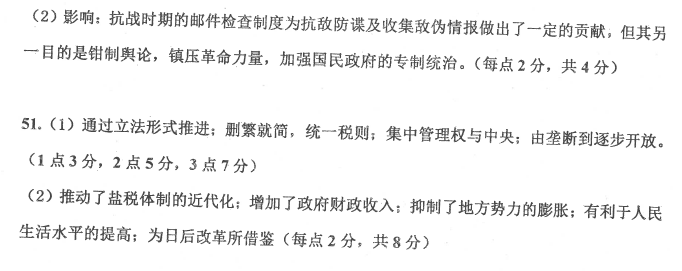 （2）影响：抗战时期的邮件检查制度为抗敌防谍及收集敌伪情报做出了一定的贡献，但其另
一目的是钳制舆论，镇压革命力量，加强国民政府的专制统治。（每点 2 分，共 4 分）
51.（1）通过立法形式推进；删繁就简，统一税则；集中管理权与中央；由垄断到逐步开放。
（1 点 3 分，2 点 5 分，3 点 7 分）
（2）推动了盐税体制的近代化；增加了政府财政收入；抑制了地方势力的膨胀；有利于人民
生活水平的提高；为日后改革所借鉴（每点 2 分，共 8 分）